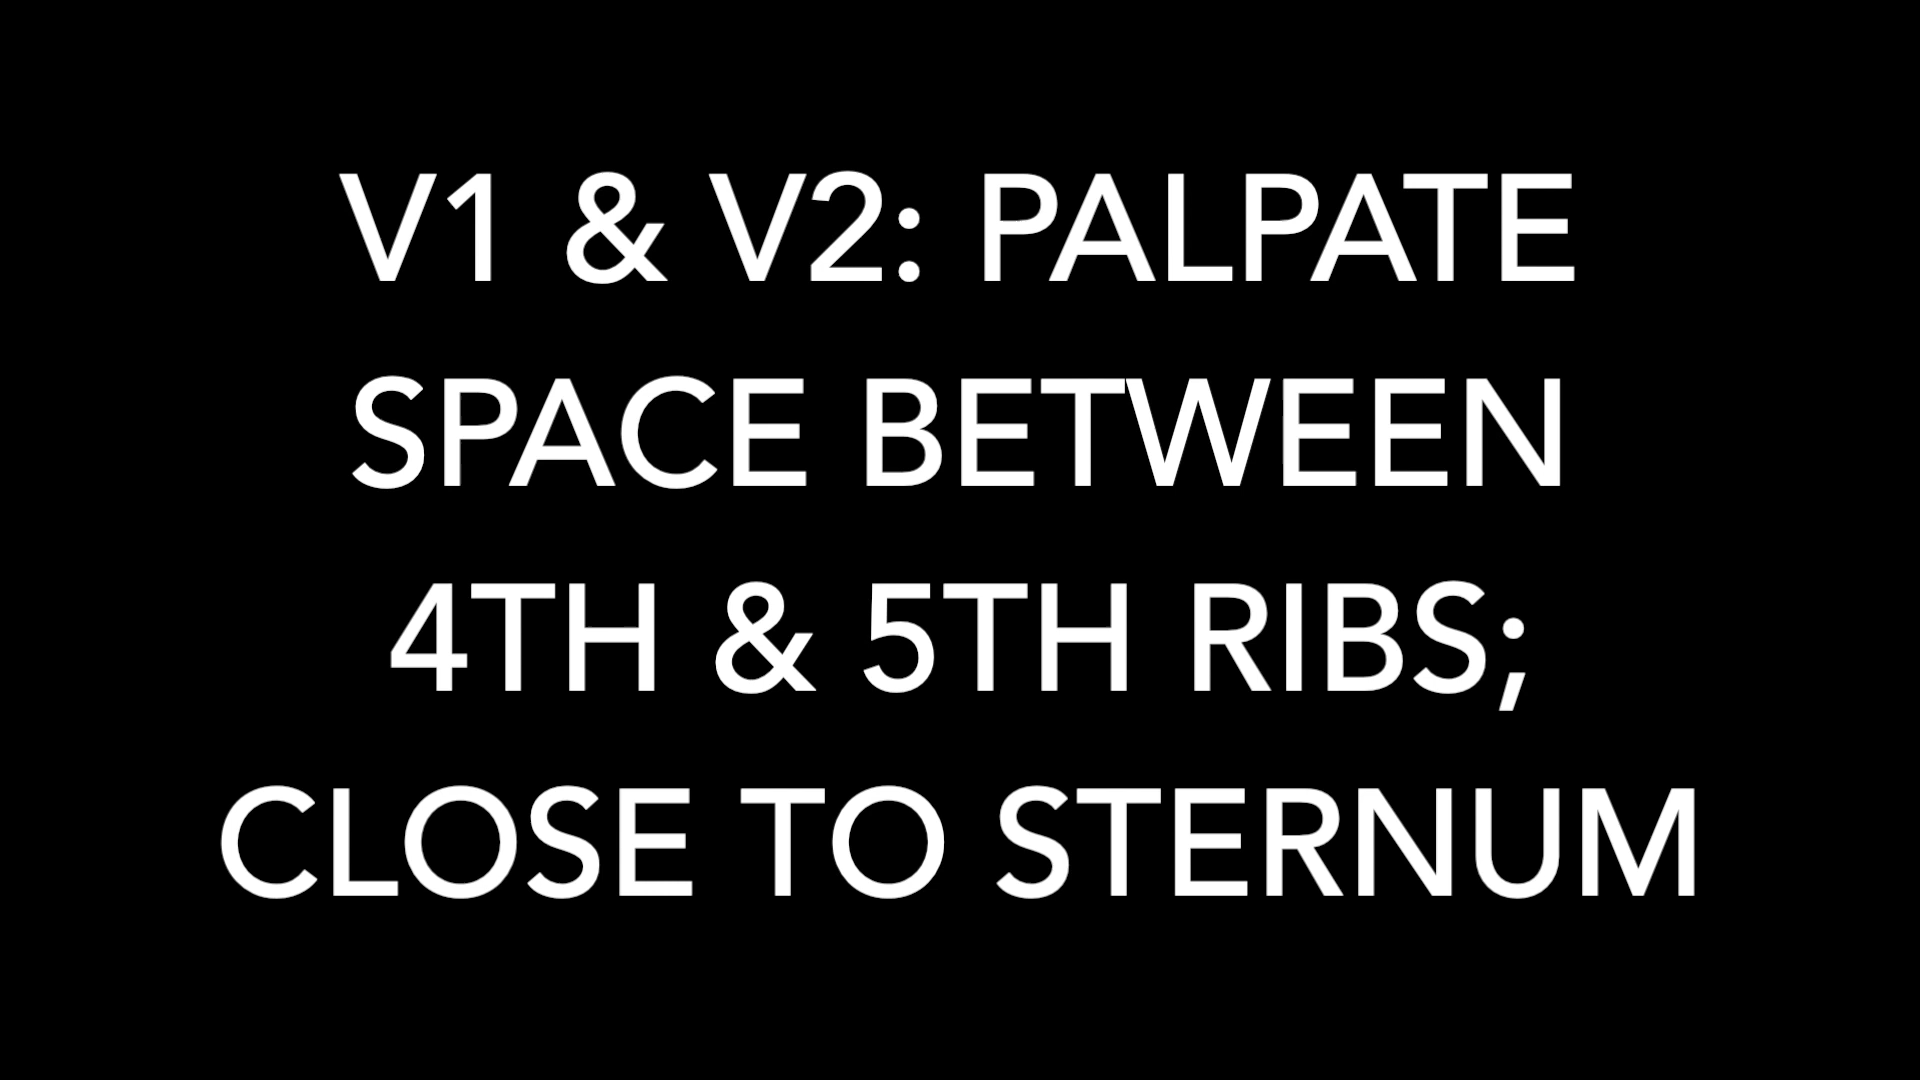 V1 & V2: PALPATE
SPACE BETWEEN
4TH & 5TH RIBS;
CLOSE TO STERNUM